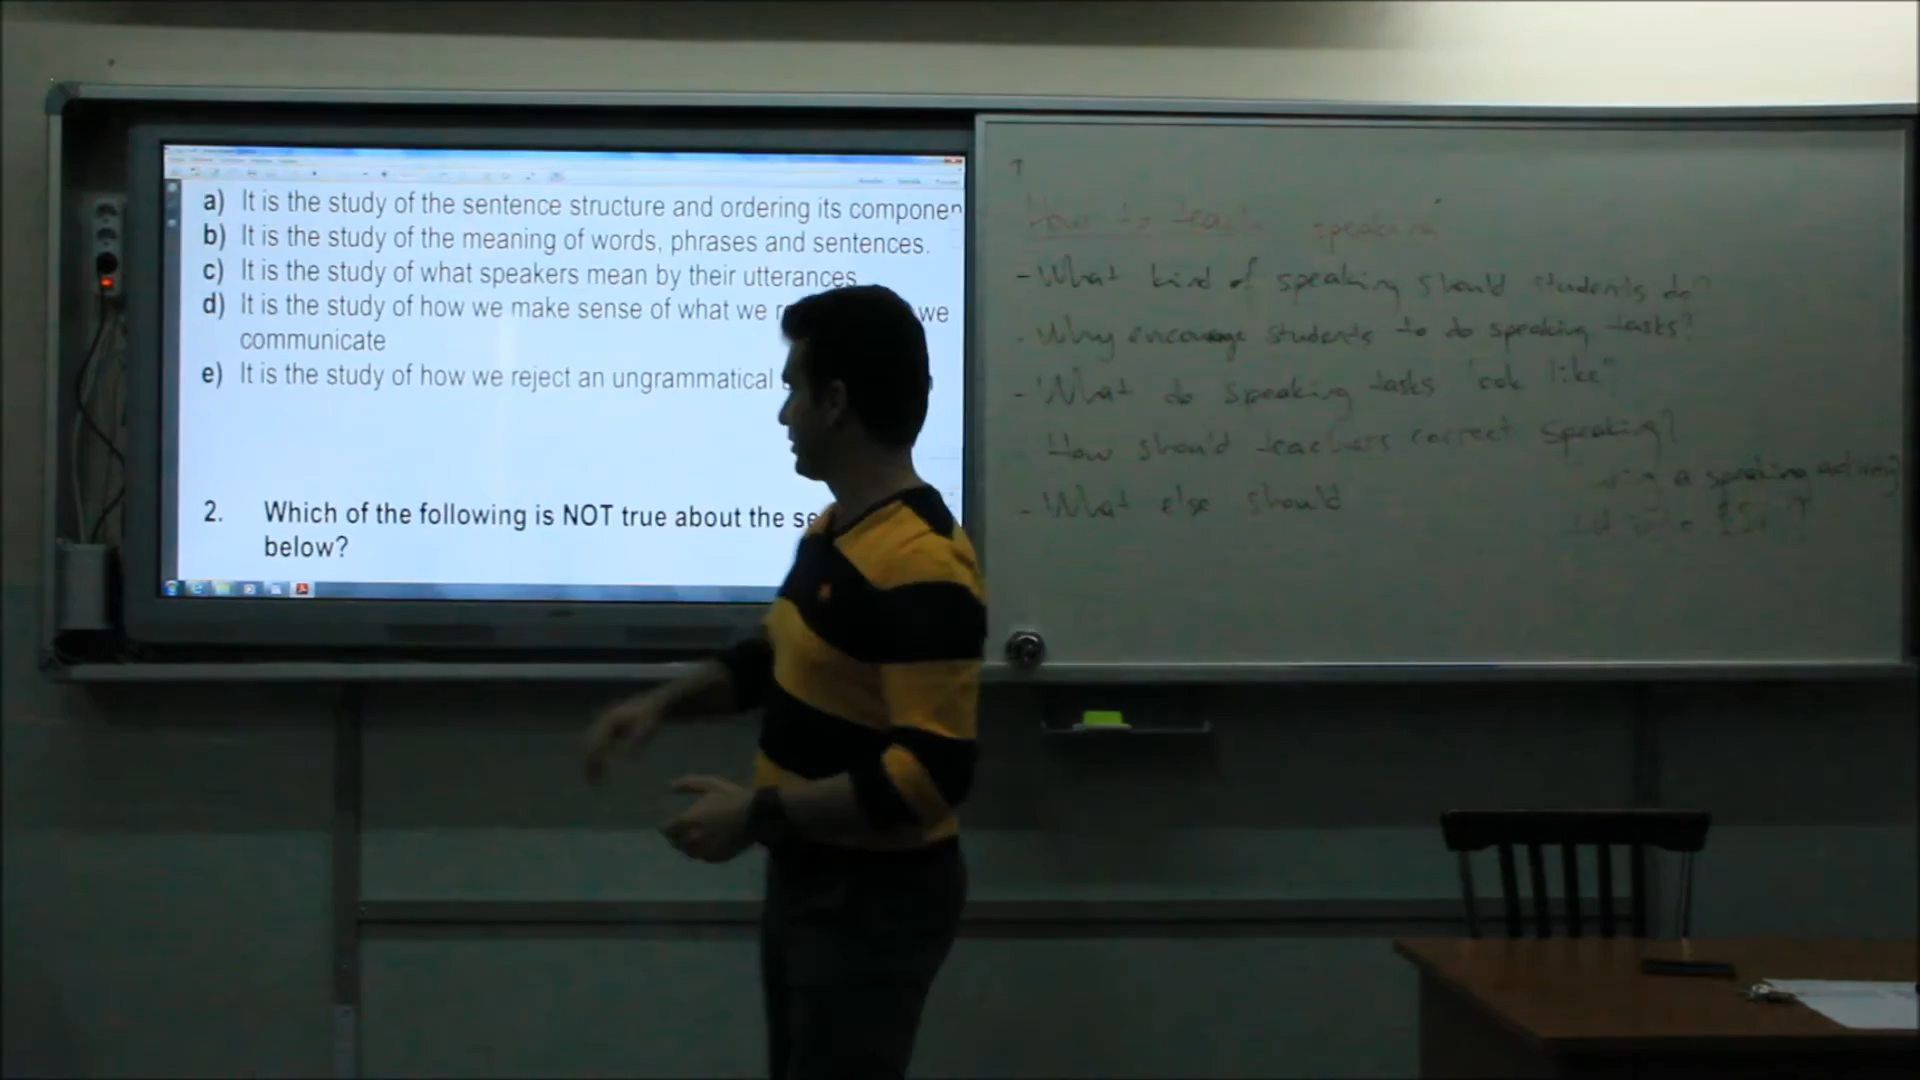 a) It is the study of the sentence structure and ordering its componen
b) It is the study of the meaning of words, phrases and sentences.
c) It is the study of what speakers mean by their utterances
d) It is the study of how we make sense of what we we
communicate
e) It is the study of how we reject an ungrammatical
2. Which of the following is NOT true about the se
below?
How to teach speaking
- What kind of speaking should students do?
- Why encourage students to do speaking tasks?
- What do speaking tasks look like?
How should teachers correct speaking?
- What else should
a speaking activity